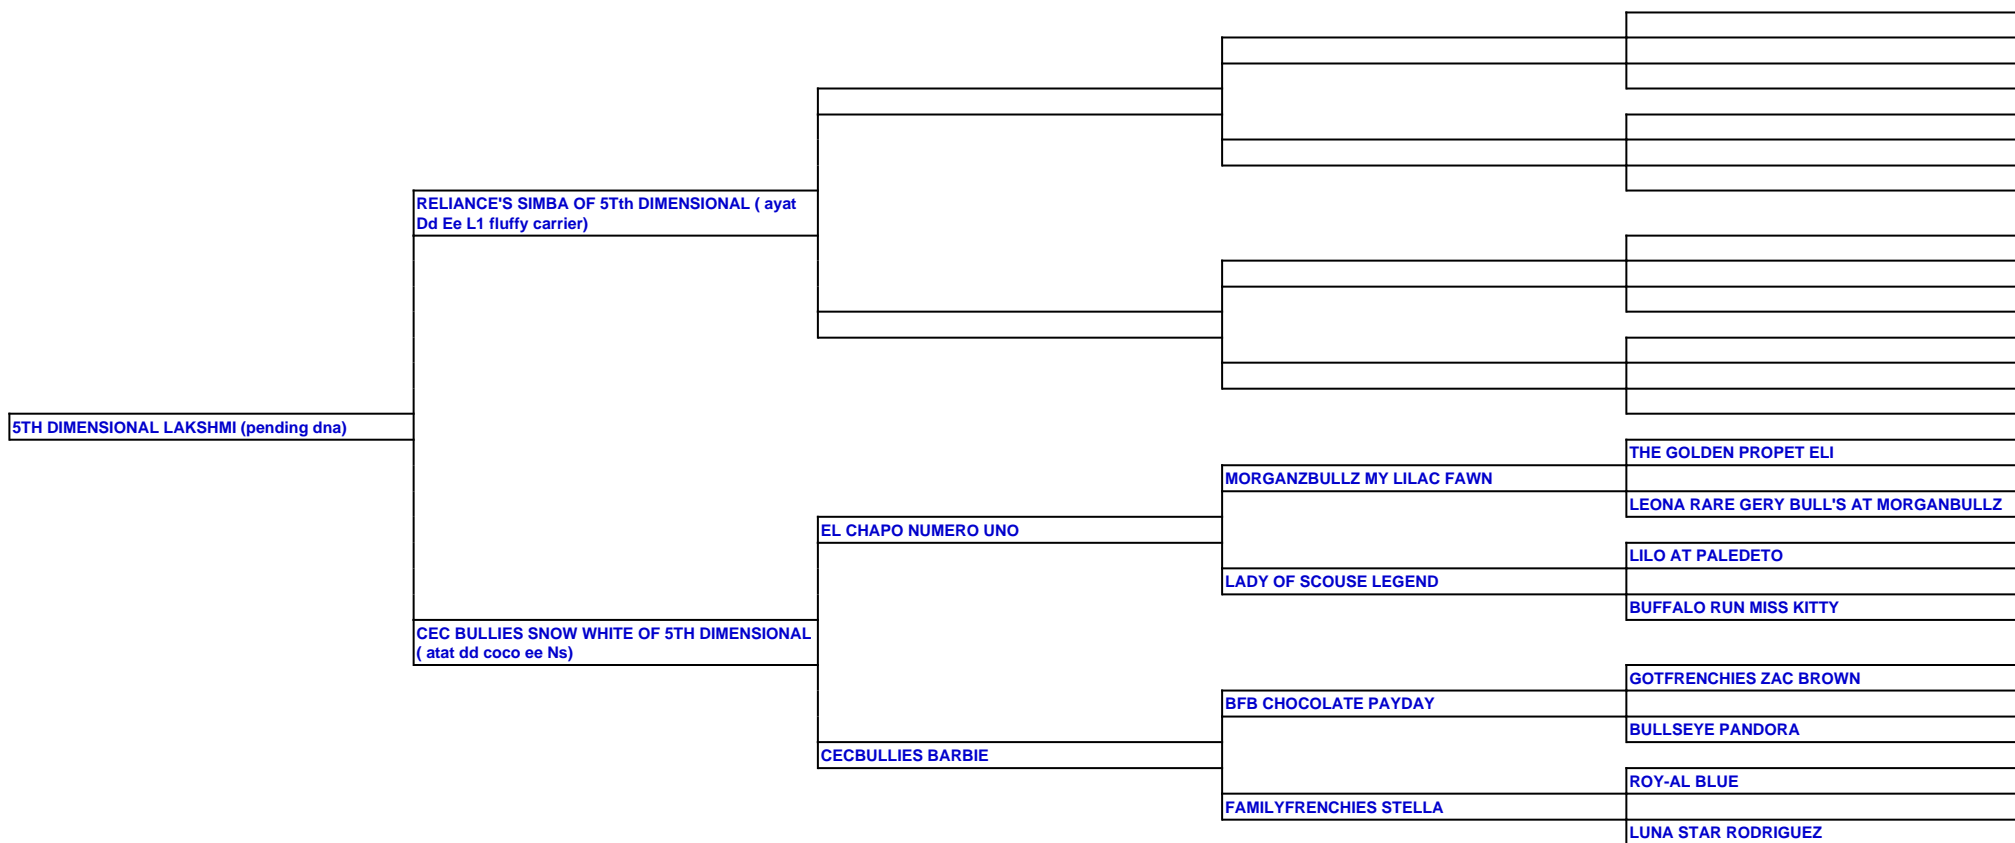 RELIANCE'S SIMBA OF 5Tth DIMENSIONAL ( ayat
Dd Ee L1 fluffy carrier)
5TH DIMENSIONAL LAKSHMI (pending dna)
THE GOLDEN PROPET ELI
MORGANZBULLZ MY LILAC FAWN
LEONA RARE GERY BULL'S AT MORGANBULLZ
EL CHAPO NUMERO UNO
LILO AT PALEDETO
LADY OF SCOUSE LEGEND
BUFFALO RUN MISS KITTY
CEC BULLIES SNOW WHITE OF 5TH DIMENSIONAL
( atat dd coco ee Ns)
GOTFRENCHIES ZAC BROWN
BFB CHOCOLATE PAYDAY
BULLSEYE PANDORA
CECBULLIES BARBIE
ROY-AL BLUE
FAMILYFRENCHIES STELLA
LUNA STAR RODRIGUEZ